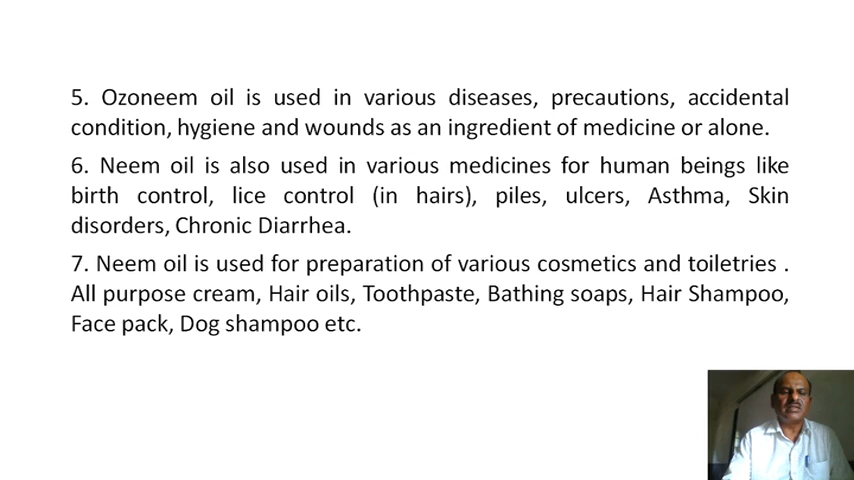 5. Ozoneem oil is used in various diseases, precautions, accidental
condition, hygiene and wounds as an ingredient of medicine or alone.
6. Neem oil is also used in various medicines for human beings like
birth control, lice control (in hairs), piles, ulcers, Asthma, Skin
disorders, Chronic Diarrhea.
7. Neem oil is used for preparation of various cosmetics and toiletries .
All purpose cream, Hair oils, Toothpaste, Bathing soaps, Hair Shampoo,
Face pack, Dog shampoo etc.